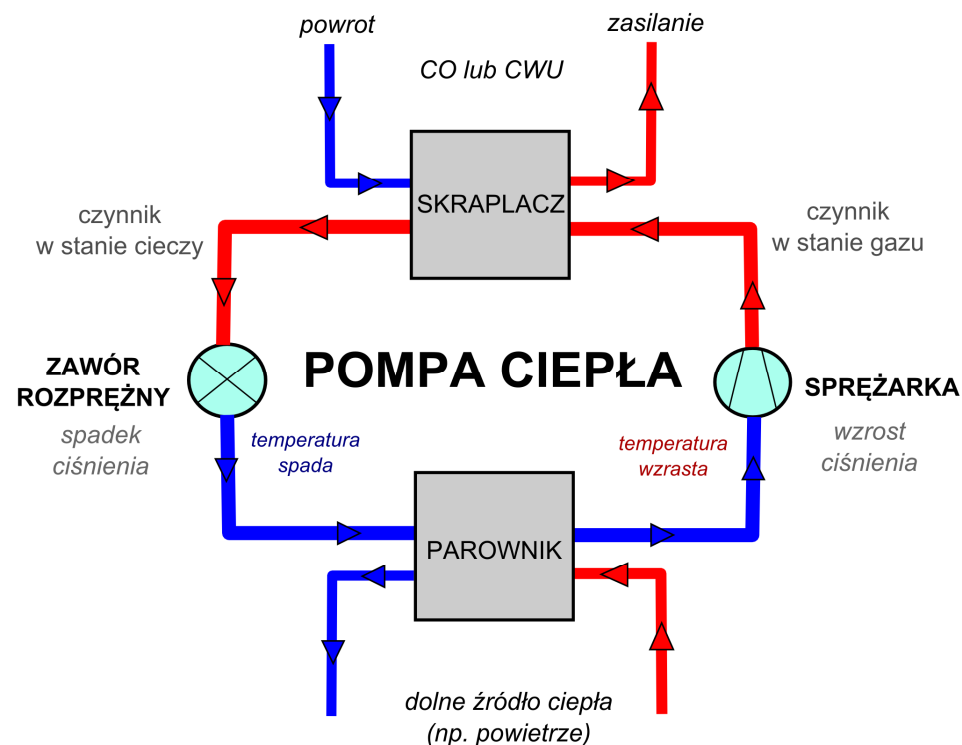 powrot
zasilanie
CO lub CWU
SKRAPLACZ
czynnik
w stanie cieczy
czynnik
w stanie gazu
ZAWÓR
ROZPRĘŻNY
spadek
ciśnienia
POMPA CIEPŁA
SPRĘŻARKA
wzrost
ciśnienia
temperatura
spada
temperatura
wzrasta
PAROWNIK
dolne źródło ciepła
(np. powietrze)